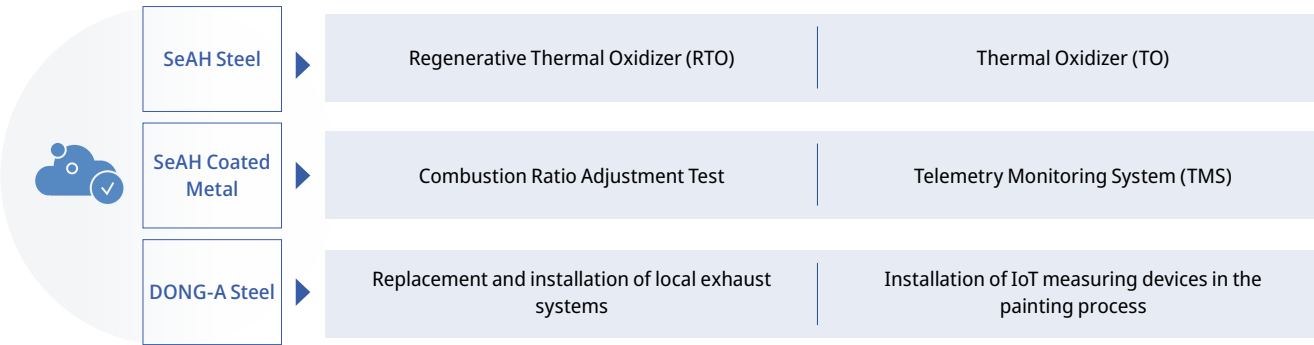 SeAH Steel
Regenerative Thermal Oxidizer (RTO)
Thermal Oxidizer (TO)
SeAH Coated
Metal
Combustion Ratio Adjustment Test
Telemetry Monitoring System (TMS)
DONG-A Steel
Replacement and installation of local exhaust
systems
Installation of IoT measuring devices in the
painting process